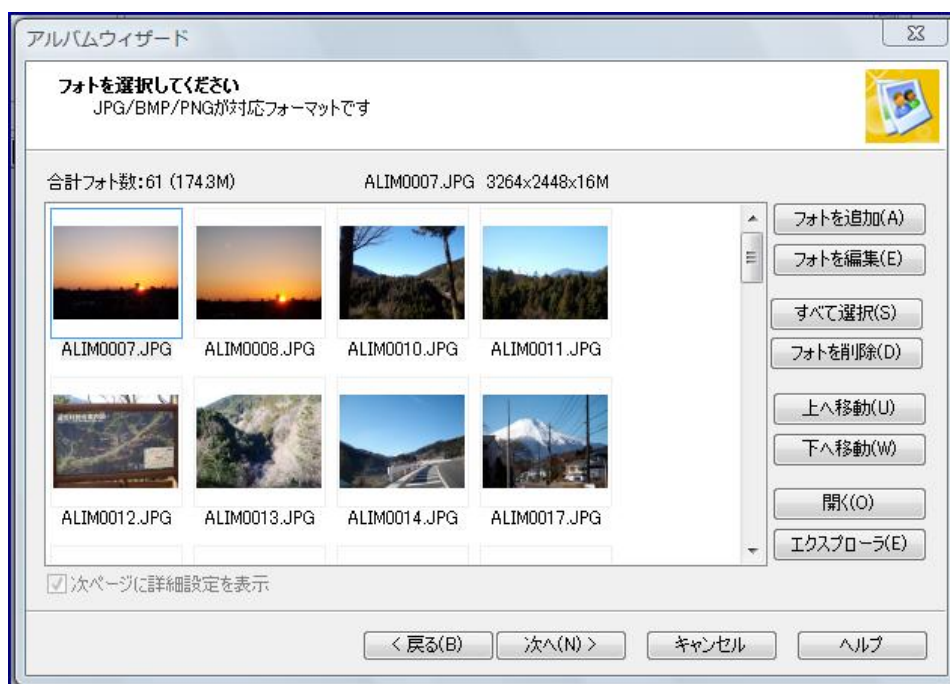 アルバムウィザード
フォトを選択してください
JPG/BMP/PNGが対応フォーマットです
合計フォト数:61 (174.3M)
ALIM0007.JPG 3264x2448x16M
フォトを追加(A)
フォトを編集(E)
すべて選択(S)
フォトを削除(D)
上へ移動(U)
下へ移動(W)
開く(O)
エクスプローラ(E)
ALIM0007.JPG
ALIM0008.JPG
ALIM0010.JPG
ALIM0011.JPG
ALIM0012.JPG
ALIM0013.JPG
ALIM0014.JPG
ALIM0017.JPG
次ページに詳細設定を表示
< 戻る(B)
次へ(N) >
キャンセル
ヘルプ